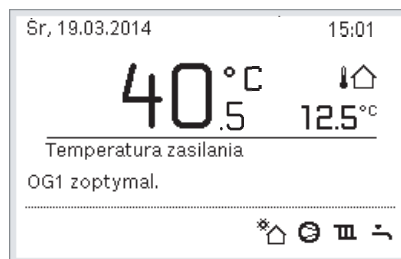 Śr, 19.03.2014 15:01
40.5 °C 12.5°C
Temperatura zasilania
OG1 zoptymal.